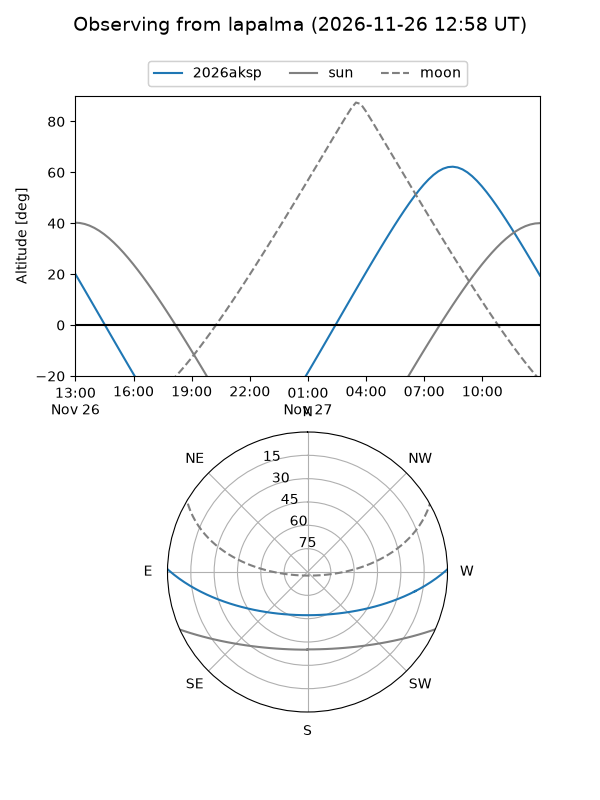 Observing from lapalma (2026-11-26 12:58 UT)
2026aksp sun moon
Altitude [deg]
80
60
40
20
0
−20
13:00 16:00 19:00 22:00 01:00 04:00 07:00 10:00
Nov 26 Nov 27
N
NE NW
15
30
45
60
75
E W
SE SW
S